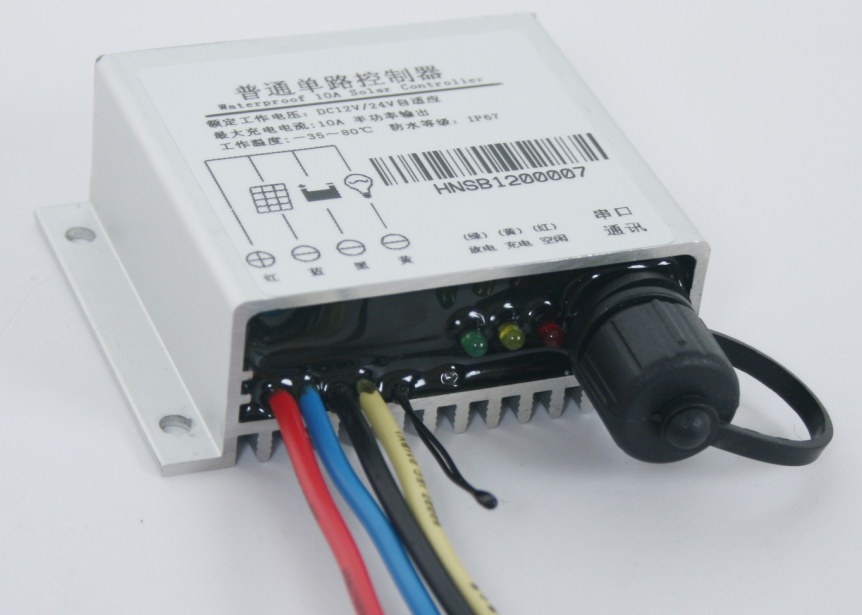 普通单路控制器
Waterproof 10A Solar Controller
额定工作电压: DC12V/24V自适应
最大充电电流:10A 半功率输出
工作温度:—35～80℃ 防水等级: IP67
HNSB1200007
(绿) (黄) (红)
放电 充电 空闲
串口
通讯
红 蓝 黑 黄